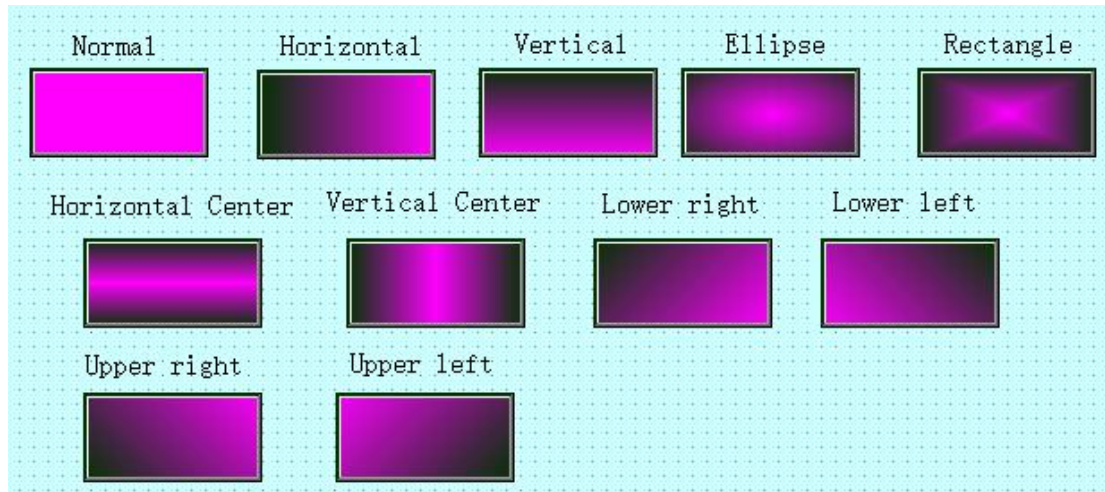 Normal Horizontal Vertical Ellipse Rectangle
Horizontal Center Vertical Center Lower right Lower left
Upper right Upper left